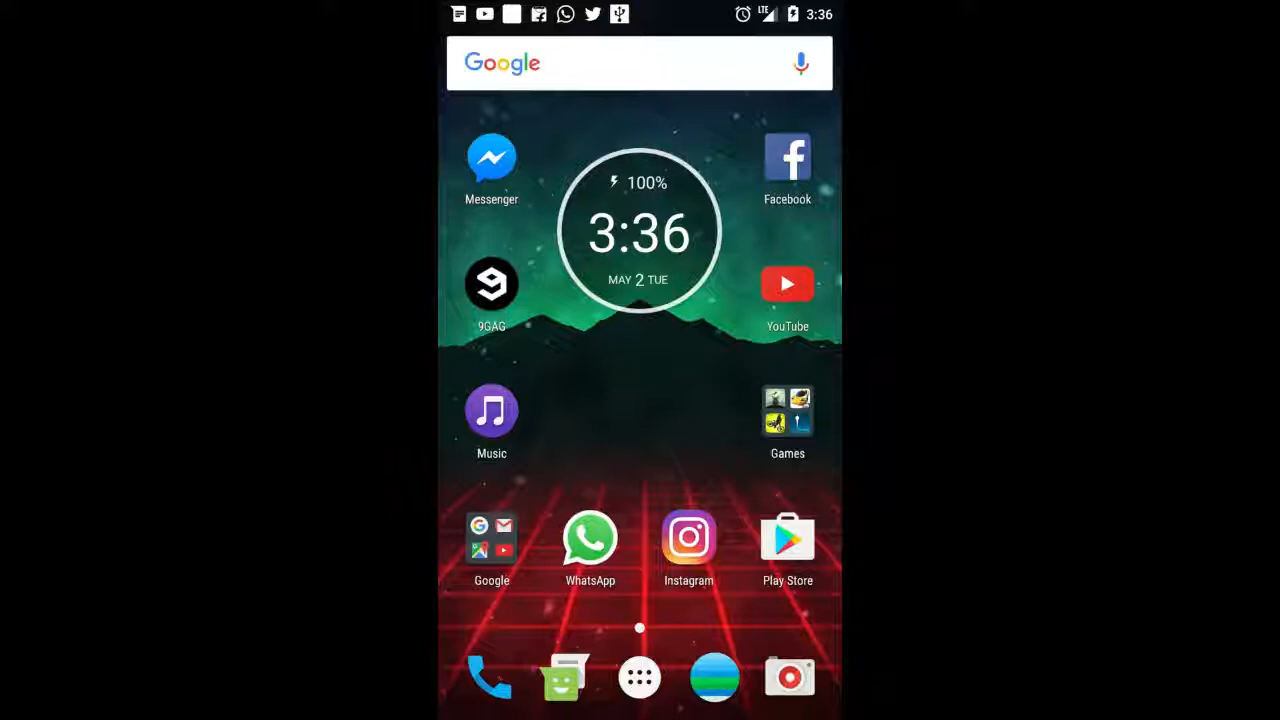 LTE 3:36
Google
100%
3:36
MAY 2 TUE
Messenger
Facebook
9GAG
YouTube
Music
Games
Google
WhatsApp
Instagram
Play Store